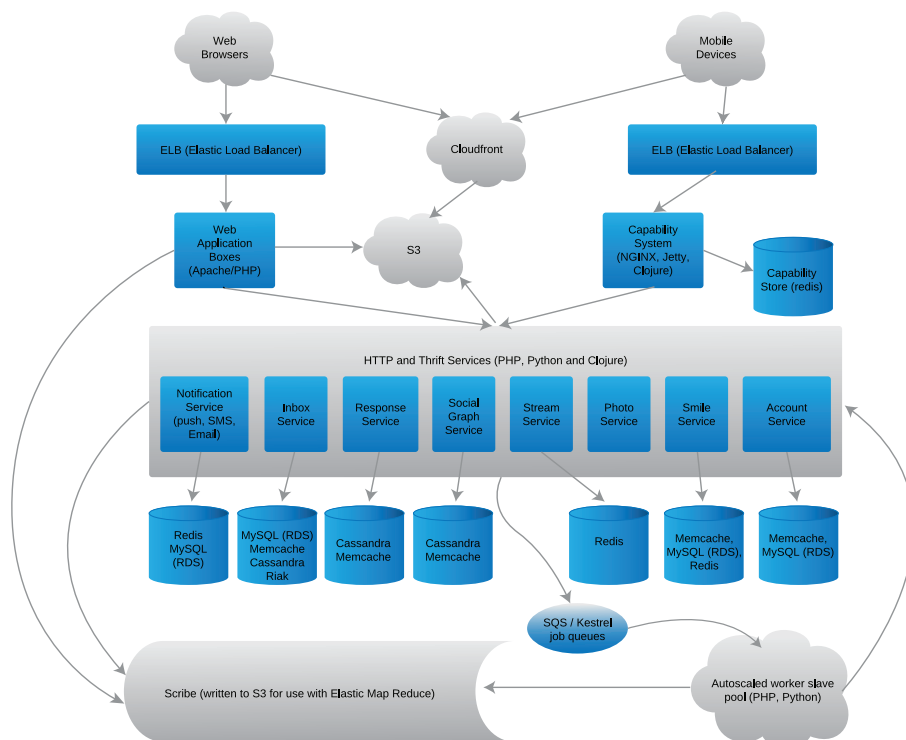 Web
Browsers
Mobile
Devices
ELB (Elastic Load Balancer)
Cloudfront
ELB (Elastic Load Balancer)
Web
Application
Boxes
(Apache/PHP)
S3
Capability
System
(NGINX, Jetty,
Clojure)
Capability
Store (redis)
HTTP and Thrift Services (PHP, Python and Clojure)
Notification
Service
(push, SMS,
Email)
Inbox
Service
Response
Service
Social
Graph
Service
Stream
Service
Photo
Service
Smile
Service
Account
Service
Redis
MySQL
(RDS)
MySQL (RDS)
Memcache
Cassandra
Riak
Cassandra
Memcache
Cassandra
Memcache
Redis
Memcache,
MySQL (RDS),
Redis
Memcache,
MySQL (RDS)
SQS / Kestrel
job queues
Scribe (written to S3 for use with Elastic Map Reduce)
Autoscaled worker slave
pool (PHP, Python)